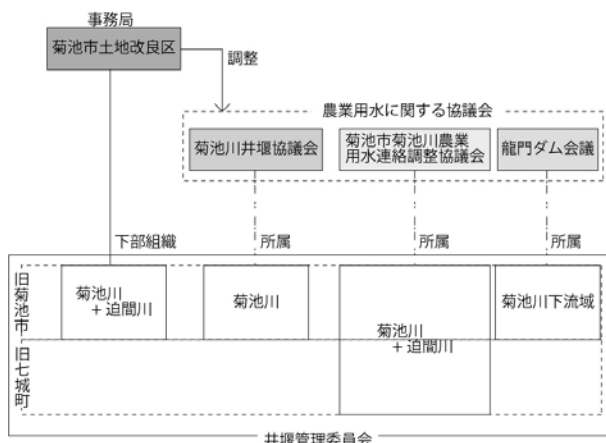 事務局
菊池市土地改良区
調整
農業用水に関する協議会
菊池川井堰協議会
菊池市菊池川農業
用水連絡調整協議会
龍門ダム会議
下部組織
所属
所属
所属
旧菊池市
菊池川
+迫間川
菊池川
菊池川
+迫間川
菊池川下流域
旧七城町
井堰管理委員会